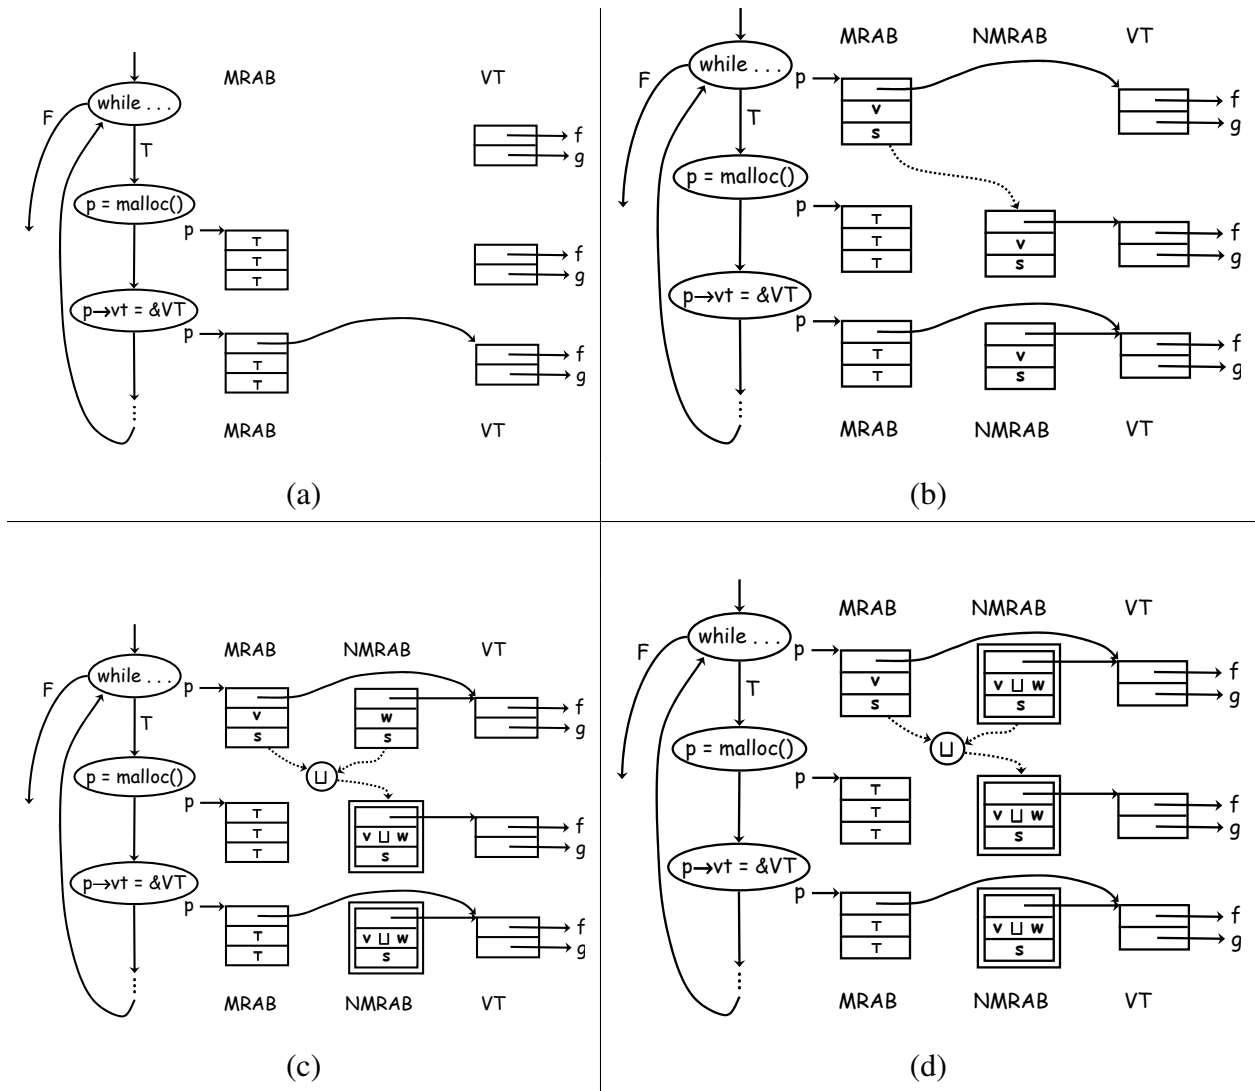 MRAB VT
while . . .
F
T
f
g
p = malloc()
p
⊤
⊤
⊤
f
g
p→vt = &VT
p
⊤
⊤
f
g
MRAB VT
(a)
MRAB NMRAB VT
while . . .
p
F
v
s
f
g
T
p = malloc()
p
⊤
⊤
⊤
v
s
f
g
p→vt = &VT
p
⊤
⊤
v
s
f
g
MRAB NMRAB VT
(b)
MRAB NMRAB VT
while . . .
F
p
v
s
w
s
f
g
T
⊔
p = malloc()
p
⊤
⊤
⊤
v ⊔ w
s
f
g
p→vt = &VT
p
⊤
⊤
v ⊔ w
s
f
g
MRAB NMRAB VT
(c)
MRAB NMRAB VT
while . . .
F
p
v
s
v ⊔ w
s
f
g
T
⊔
p = malloc()
p
⊤
⊤
⊤
v ⊔ w
s
f
g
p→vt = &VT
p
⊤
⊤
v ⊔ w
s
f
g
MRAB NMRAB VT
(d)